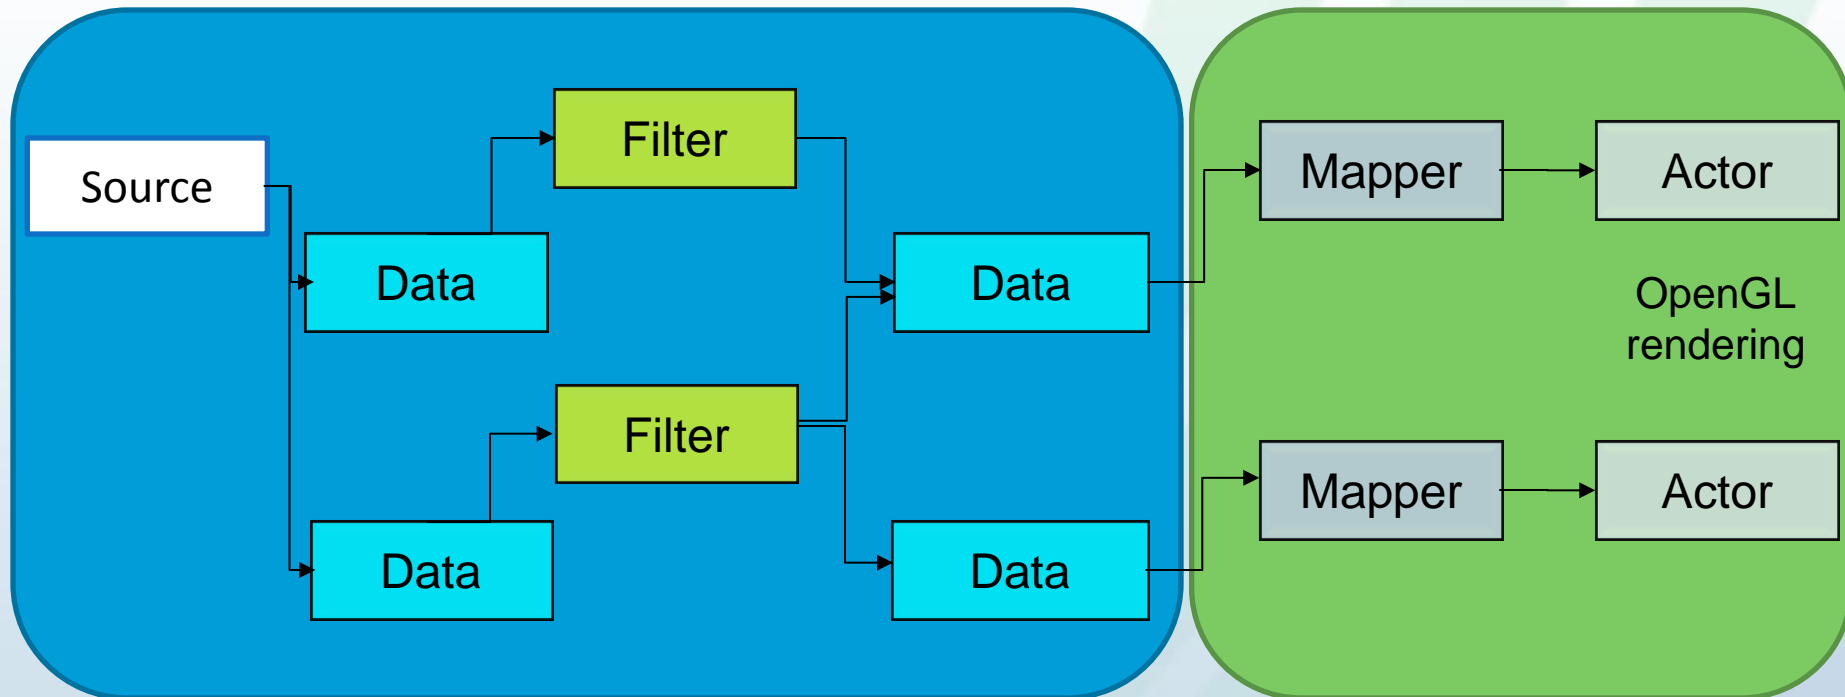 Source
Filter
Data
Data
Filter
Data
Data
Mapper
Actor
OpenGL
rendering
Mapper
Actor